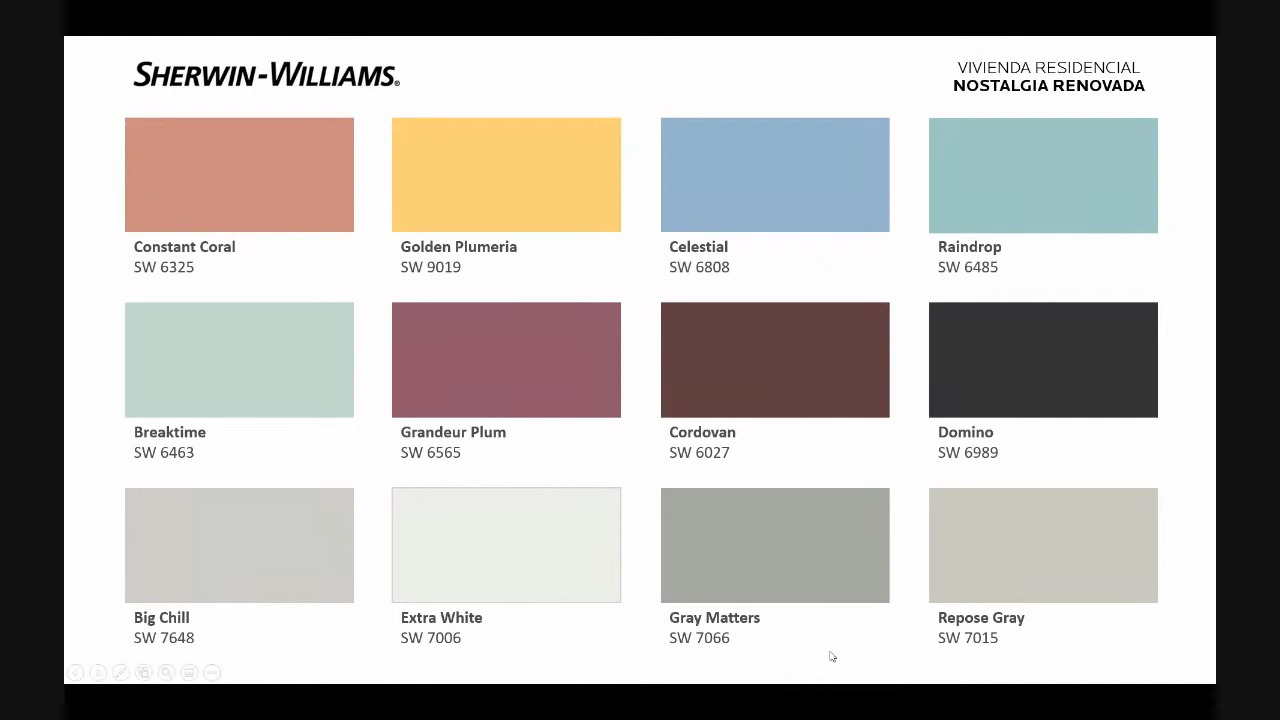 SHERWIN-WILLIAMS®
VIVIENDA RESIDENCIAL
NOSTALGIA RENOVADA
Constant Coral
SW 6325
Golden Plumeria
SW 9019
Celestial
SW 6808
Raindrop
SW 6485
Breaktime
SW 6463
Grandeur Plum
SW 6565
Cordovan
SW 6027
Domino
SW 6989
Big Chill
SW 7648
Extra White
SW 7006
Gray Matters
SW 7066
Repose Gray
SW 7015